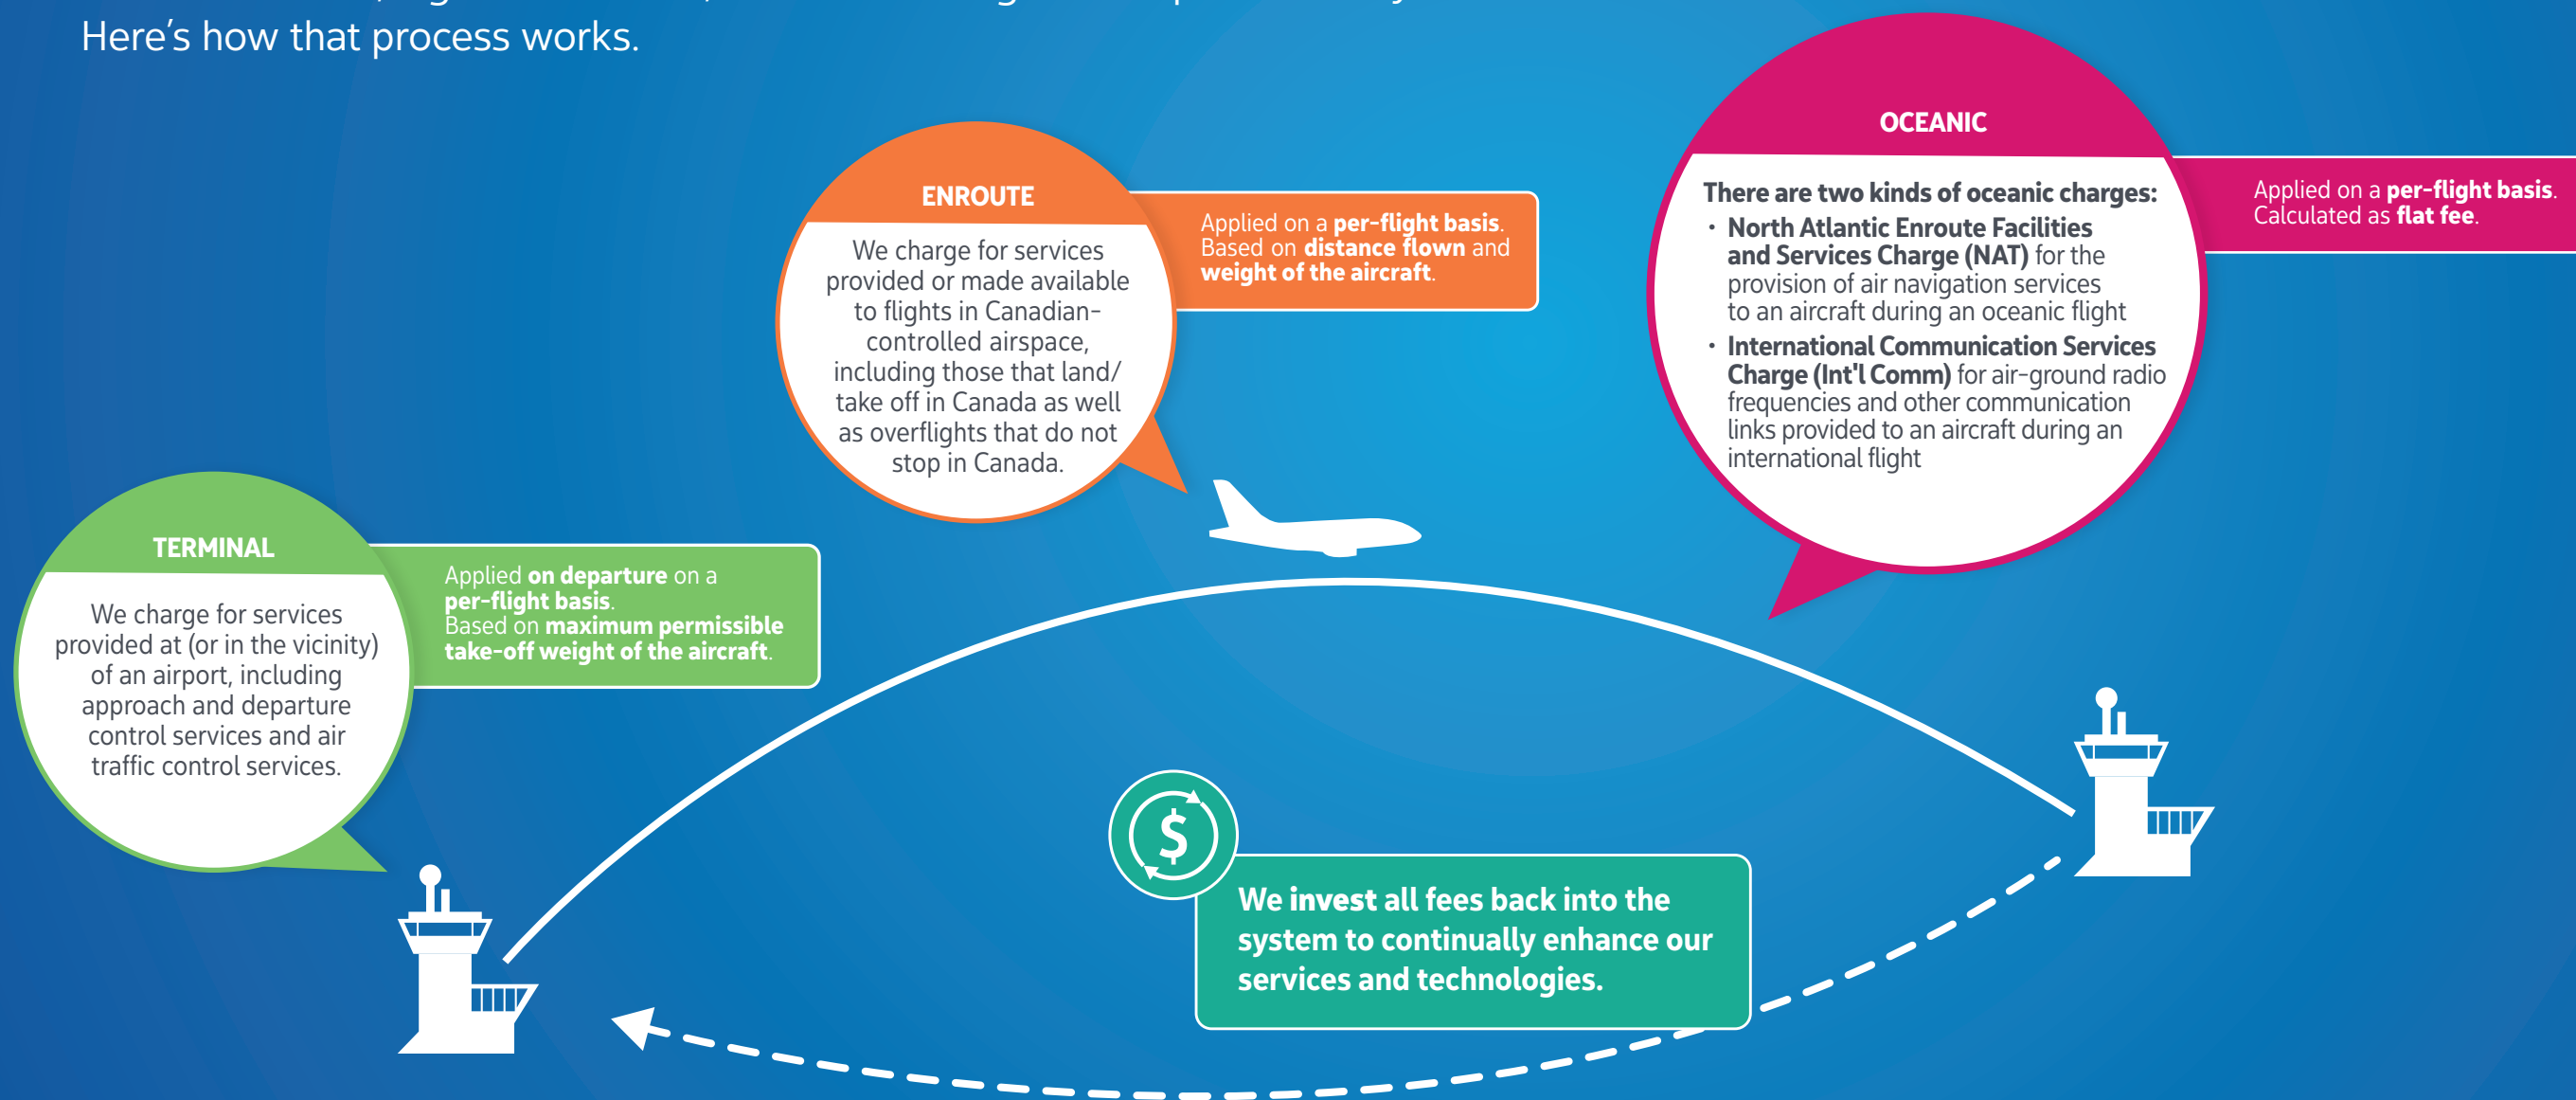 Here's how that process works.
OCEANIC
There are two kinds of oceanic charges:
• North Atlantic Enroute Facilities
and Services Charge (NAT) for the
provision of air navigation services
to an aircraft during an oceanic flight
• International Communication Services
Charge (Int'l Comm) for air-ground radio
frequencies and other communication
links provided to an aircraft during an
international flight
Applied on a per-flight basis.
Calculated as flat fee.
ENROUTE
We charge for services
provided or made available
to flights in Canadian-
controlled airspace,
including those that land/
take off in Canada as well
as overflights that do not
stop in Canada.
Applied on a per-flight basis.
Based on distance flown and
weight of the aircraft.
TERMINAL
We charge for services
provided at (or in the vicinity)
of an airport, including
approach and departure
control services and air
traffic control services.
Applied on departure on a
per-flight basis.
Based on maximum permissible
take-off weight of the aircraft.
$
We invest all fees back into the
system to continually enhance our
services and technologies.